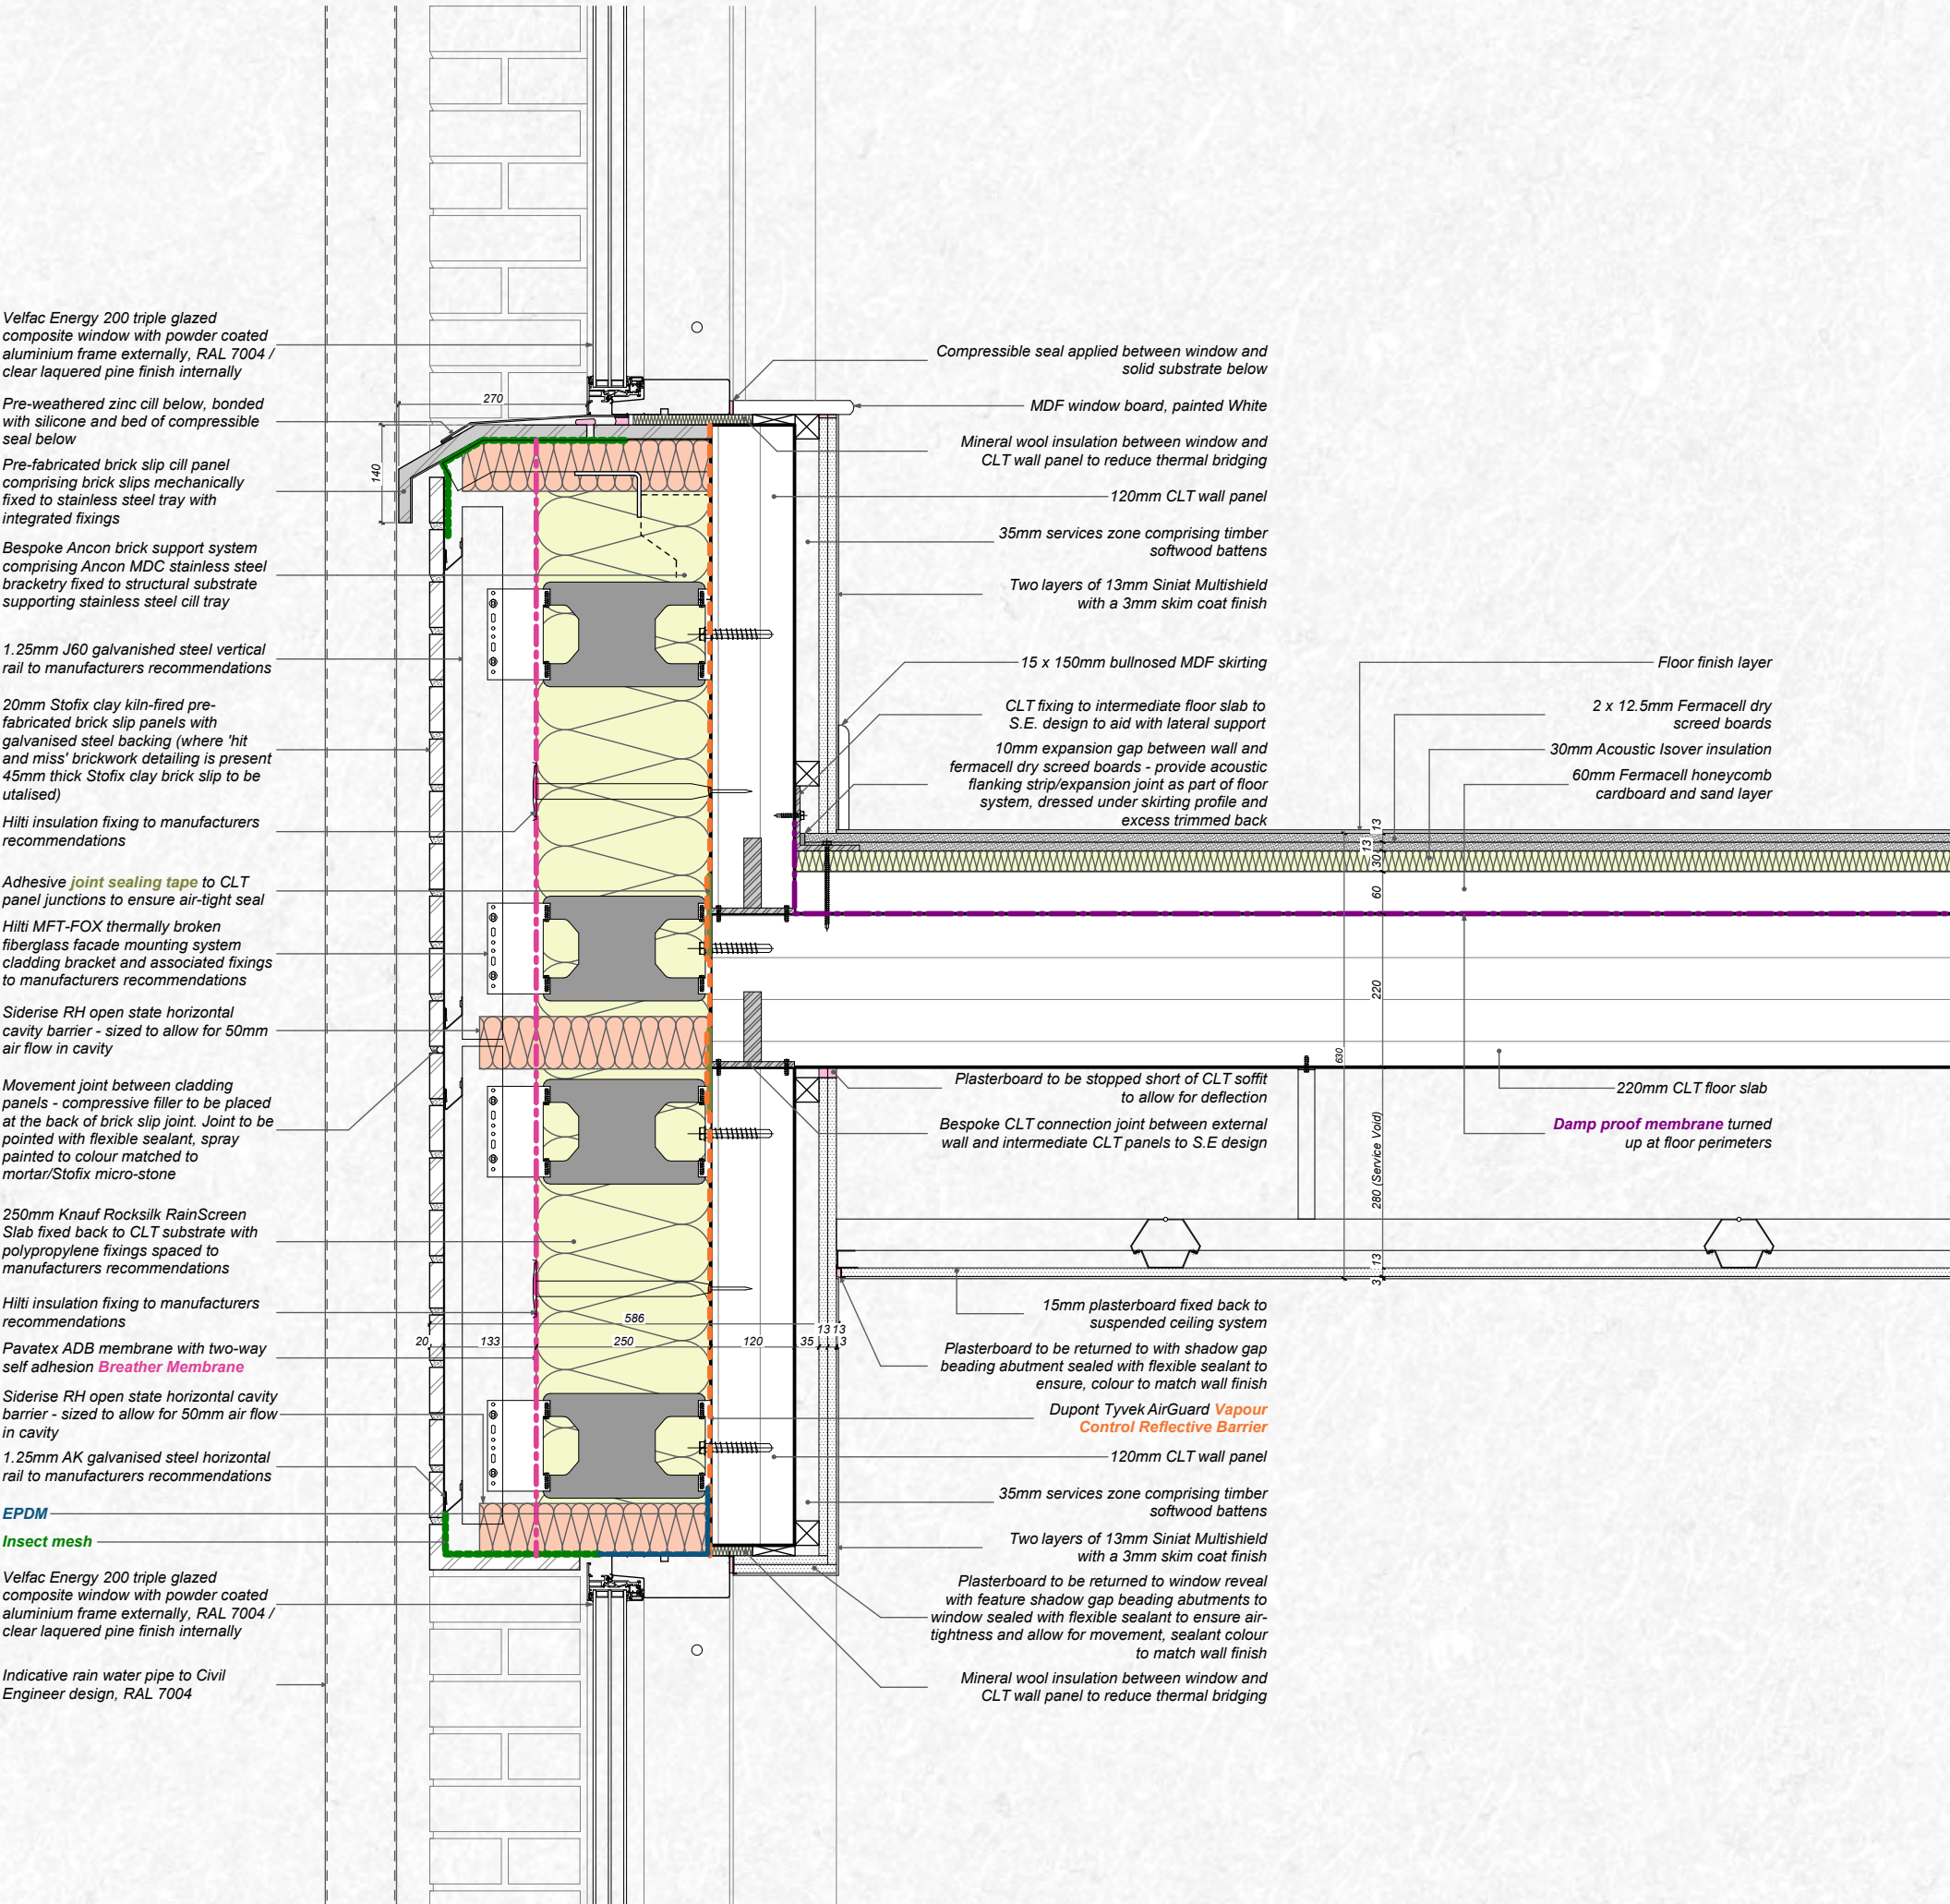 Velfac Energy 200 triple glazed
composite window with powder coated
aluminium frame externally, RAL 7004 /
clear laquered pine finish internally
Pre-weathered zinc cill below, bonded
with silicone and bed of compressible
seal below
Pre-fabricated brick slip cill panel
comprising brick slips mechanically
fixed to stainless steel tray with
integrated fixings
Bespoke Ancon brick support system
comprising Ancon MDC stainless steel
bracketry fixed to structural substrate
supporting stainless steel cill tray
1.25mm J60 galvanished steel vertical
rail to manufacturers recommendations
20mm Stofix clay kiln-fired pre-
fabricated brick slip panels with
galvanised steel backing (where 'hit
and miss' brickwork detailing is present
45mm thick Stofix clay brick slip to be
utalised)
Hilti insulation fixing to manufacturers
recommendations
Adhesive joint sealing tape to CLT
panel junctions to ensure air-tight seal
Hilti MFT-FOX thermally broken
fiberglass facade mounting system
cladding bracket and associated fixings
to manufacturers recommendations
Siderise RH open state horizontal
cavity barrier - sized to allow for 50mm
air flow in cavity
Movement joint between cladding
panels - compressive filler to be placed
at the back of brick slip joint. Joint to be
pointed with flexible sealant, spray
painted to colour matched to
mortar/Stofix micro-stone
250mm Knauf Rocksilk RainScreen
Slab fixed back to CLT substrate with
polypropylene fixings spaced to
manufacturers recommendations
Hilti insulation fixing to manufacturers
recommendations
Pavatex ADB membrane with two-way
self adhesion Breather Membrane
Siderise RH open state horizontal cavity
barrier - sized to allow for 50mm air flow
in cavity
1.25mm AK galvanised steel horizontal
rail to manufacturers recommendations
EPDM
Insect mesh
Velfac Energy 200 triple glazed
composite window with powder coated
aluminium frame externally, RAL 7004 /
clear laquered pine finish internally
Indicative rain water pipe to Civil
Engineer design, RAL 7004
270
140
586
20
133
250
120
35
13 13
3
Compressible seal applied between window and
solid substrate below
MDF window board, painted White
Mineral wool insulation between window and
CLT wall panel to reduce thermal bridging
120mm CLT wall panel
35mm services zone comprising timber
softwood battens
Two layers of 13mm Siniat Multishield
with a 3mm skim coat finish
15 x 150mm bullnosed MDF skirting
CLT fixing to intermediate floor slab to
S.E. design to aid with lateral support
10mm expansion gap between wall and
fermacell dry screed boards - provide acoustic
flanking strip/expansion joint as part of floor
system, dressed under skirting profile and
excess trimmed back
Plasterboard to be stopped short of CLT soffit
to allow for deflection
Bespoke CLT connection joint between external
wall and intermediate CLT panels to S.E design
15mm plasterboard fixed back to
suspended ceiling system
Plasterboard to be returned to with shadow gap
beading abutment sealed with flexible sealant to
ensure, colour to match wall finish
Dupont Tyvek AirGuard Vapour
Control Reflective Barrier
120mm CLT wall panel
35mm services zone comprising timber
softwood battens
Two layers of 13mm Siniat Multishield
with a 3mm skim coat finish
Plasterboard to be returned to window reveal
with feature shadow gap beading abutments to
window sealed with flexible sealant to ensure air-
tightness and allow for movement, sealant colour
to match wall finish
Mineral wool insulation between window and
CLT wall panel to reduce thermal bridging
Floor finish layer
2 x 12.5mm Fermacell dry
screed boards
30mm Acoustic Isover insulation
60mm Fermacell honeycomb
cardboard and sand layer
13
13
30
60
220
630
280 (Service Void)
13
3
220mm CLT floor slab
Damp proof membrane turned
up at floor perimeters